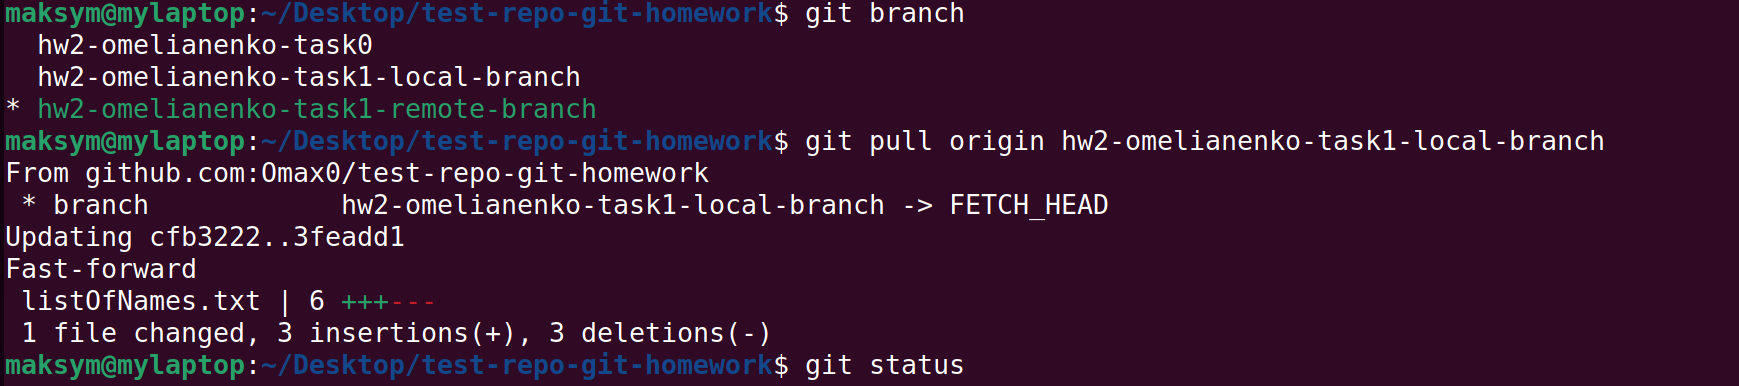 maksym@mylaptop:~/Desktop/test-repo-git-homework$ git branch
  hw2-omelianenko-task0
  hw2-omelianenko-task1-local-branch
* hw2-omelianenko-task1-remote-branch
maksym@mylaptop:~/Desktop/test-repo-git-homework$ git pull origin hw2-omelianenko-task1-local-branch
From github.com:Omax0/test-repo-git-homework
 * branch            hw2-omelianenko-task1-local-branch -> FETCH_HEAD
Updating cfb3222..3feadd1
Fast-forward
 listOfNames.txt | 6 +++---
 1 file changed, 3 insertions(+), 3 deletions(-)
maksym@mylaptop:~/Desktop/test-repo-git-homework$ git status